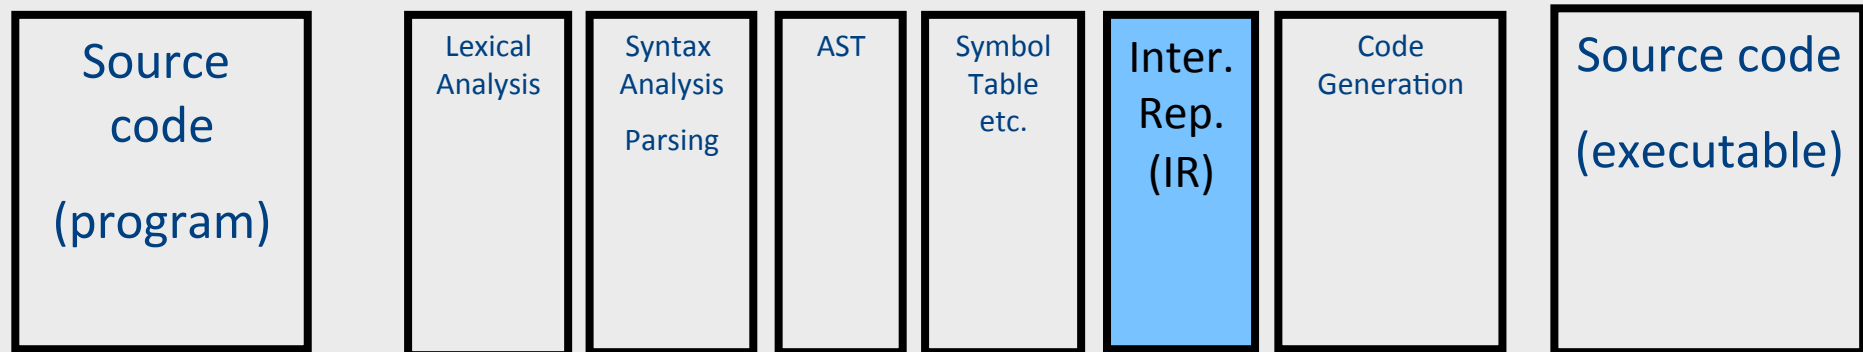 Source
code
(program)
Lexical
Analysis
Syntax
Analysis
Parsing
AST
Symbol
Table
etc.
Inter.
Rep.
(IR)
Code
Generation
Source code
(executable)